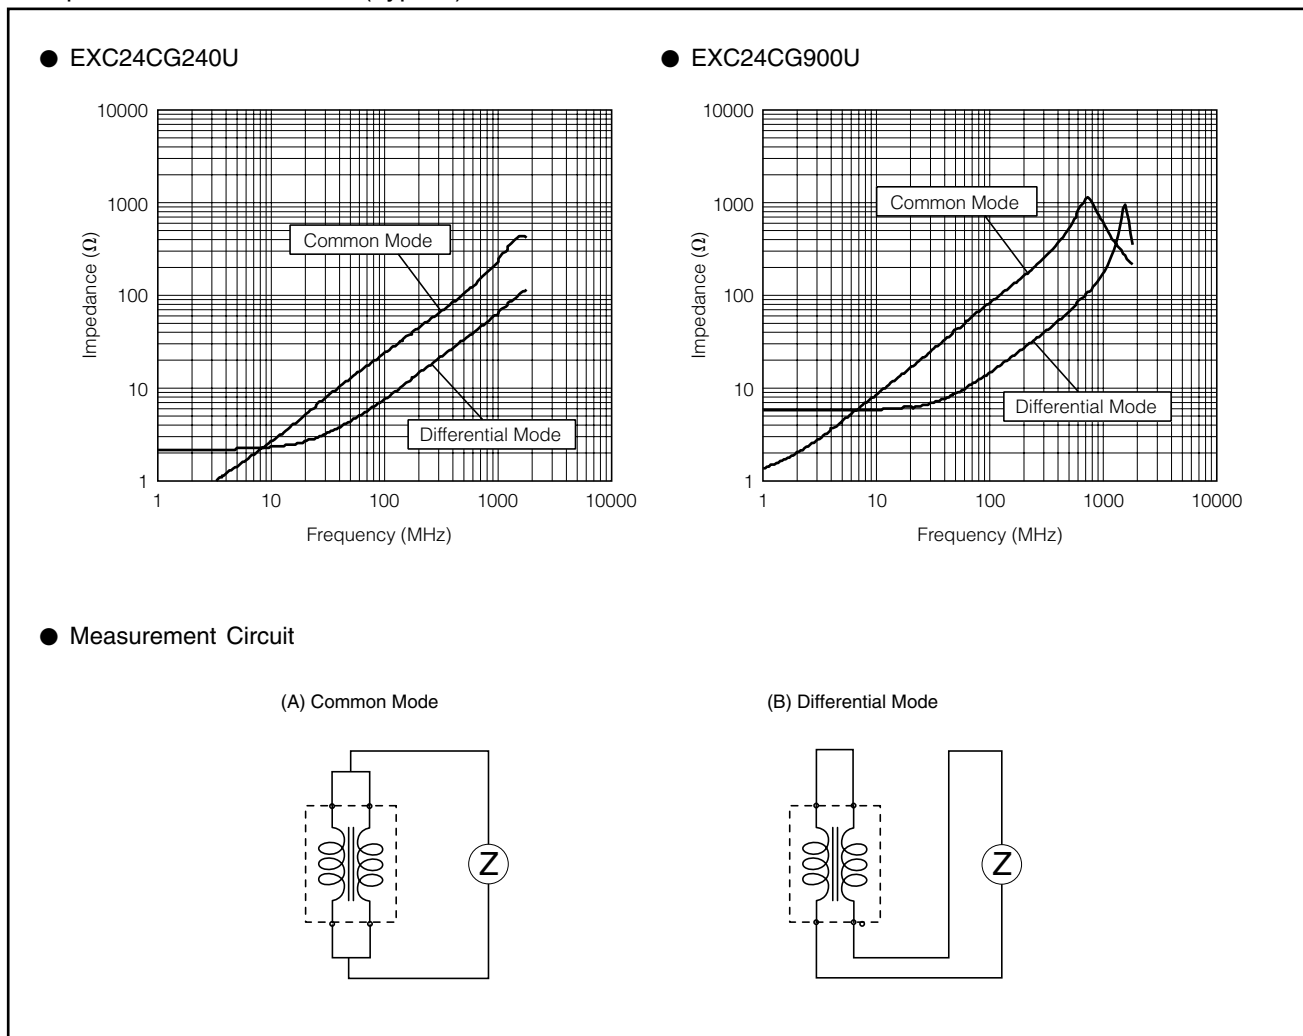 ● EXC24CG240U
10000
1000
100
10
1
Impedance (Ω)
Common Mode
Differential Mode
1 10 100 1000 10000
Frequency (MHz)
● EXC24CG900U
10000
1000
100
10
1
Impedance (Ω)
Common Mode
Differential Mode
1 10 100 1000 10000
Frequency (MHz)
● Measurement Circuit
(A) Common Mode
Z
(B) Differential Mode
Z